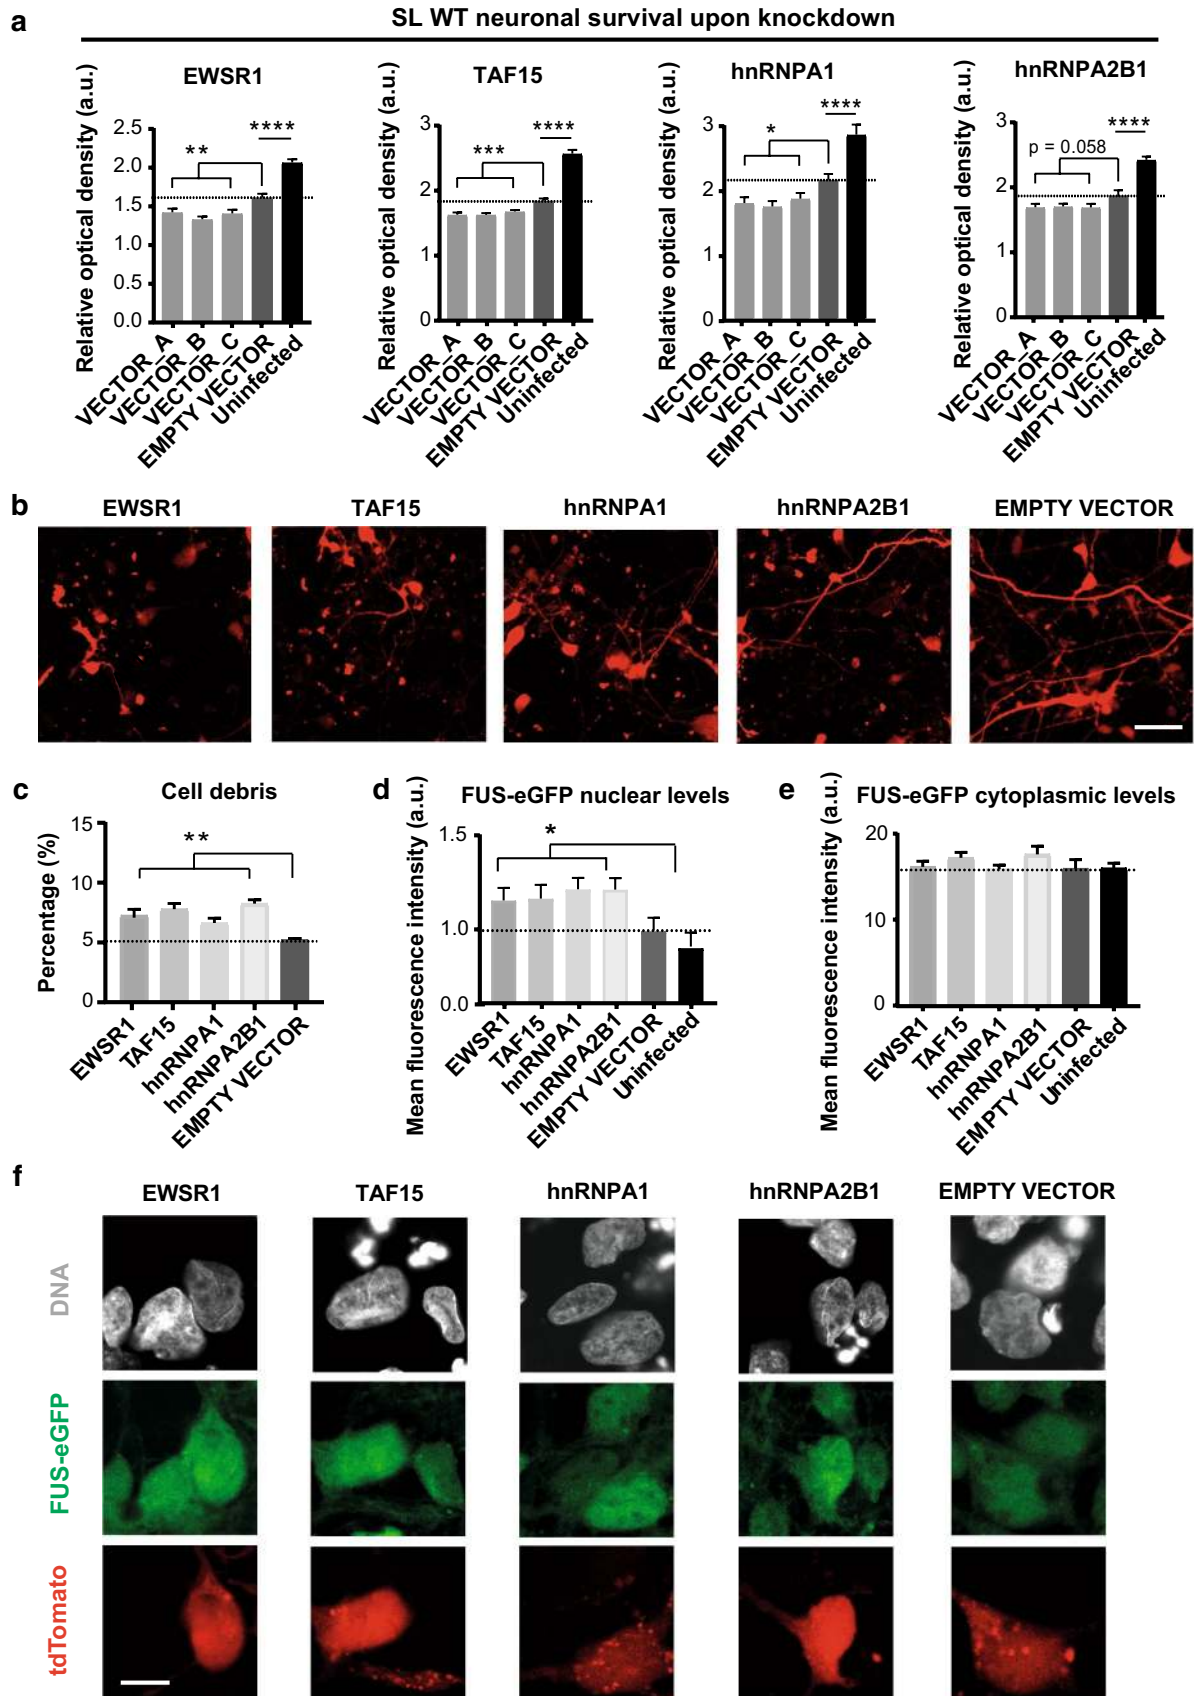 a
SL WT neuronal survival upon knockdown
EWSR1
Relative optical density (a.u.)
2.5
2.0
1.5
1.0
0.5
0.0
**
****
VECTOR_A
VECTOR_B
VECTOR_C
EMPTY VECTOR
Uninfected
TAF15
Relative optical density (a.u.)
3
2
1
0
***
****
VECTOR_A
VECTOR_B
VECTOR_C
EMPTY VECTOR
Uninfected
hnRNPA1
Relative optical density (a.u.)
3
2
1
0
*
****
VECTOR_A
VECTOR_B
VECTOR_C
EMPTY VECTOR
Uninfected
hnRNPA2B1
Relative optical density (a.u.)
3
2
1
0
p = 0.058
****
VECTOR_A
VECTOR_B
VECTOR_C
EMPTY VECTOR
Uninfected
b
EWSR1
TAF15
hnRNPA1
hnRNPA2B1
EMPTY VECTOR
c
Cell debris
Percentage (%)
15
10
5
0
**
EWSR1
TAF15
hnRNPA1
hnRNPA2B1
EMPTY VECTOR
d
FUS-eGFP nuclear levels
Mean fluorescence intensity (a.u.)
1.5
1.0
0.0
*
EWSR1
TAF15
hnRNPA1
hnRNPA2B1
EMPTY VECTOR
Uninfected
e
FUS-eGFP cytoplasmic levels
Mean fluorescence intensity (a.u.)
20
10
0
EWSR1
TAF15
hnRNPA1
hnRNPA2B1
EMPTY VECTOR
Uninfected
f
EWSR1
TAF15
hnRNPA1
hnRNPA2B1
EMPTY VECTOR
DNA
FUS-eGFP
tdTomato